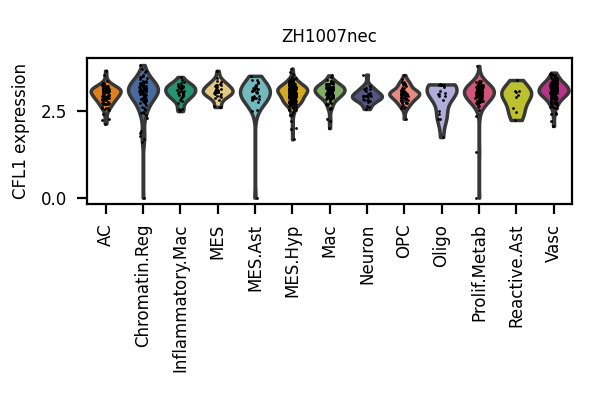 ZH1007nec
CFL1 expression
2.5
0.0
AC
Chromatin.Reg
Inflammatory.Mac
MES
MES.Ast
MES.Hyp
Mac
Neuron
OPC
Oligo
Prolif.Metab
Reactive.Ast
Vasc